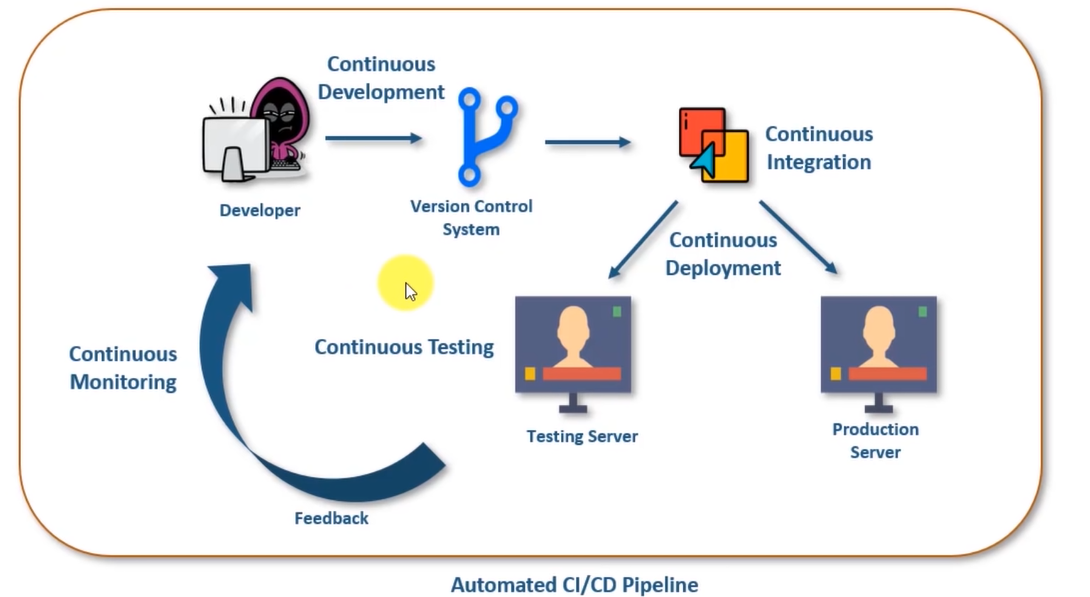 Continuous
Development
Developer
Version Control
System
Continuous
Integration
Continuous
Deployment
Continuous Testing
Testing Server
Production
Server
Continuous
Monitoring
Feedback
Automated CI/CD Pipeline